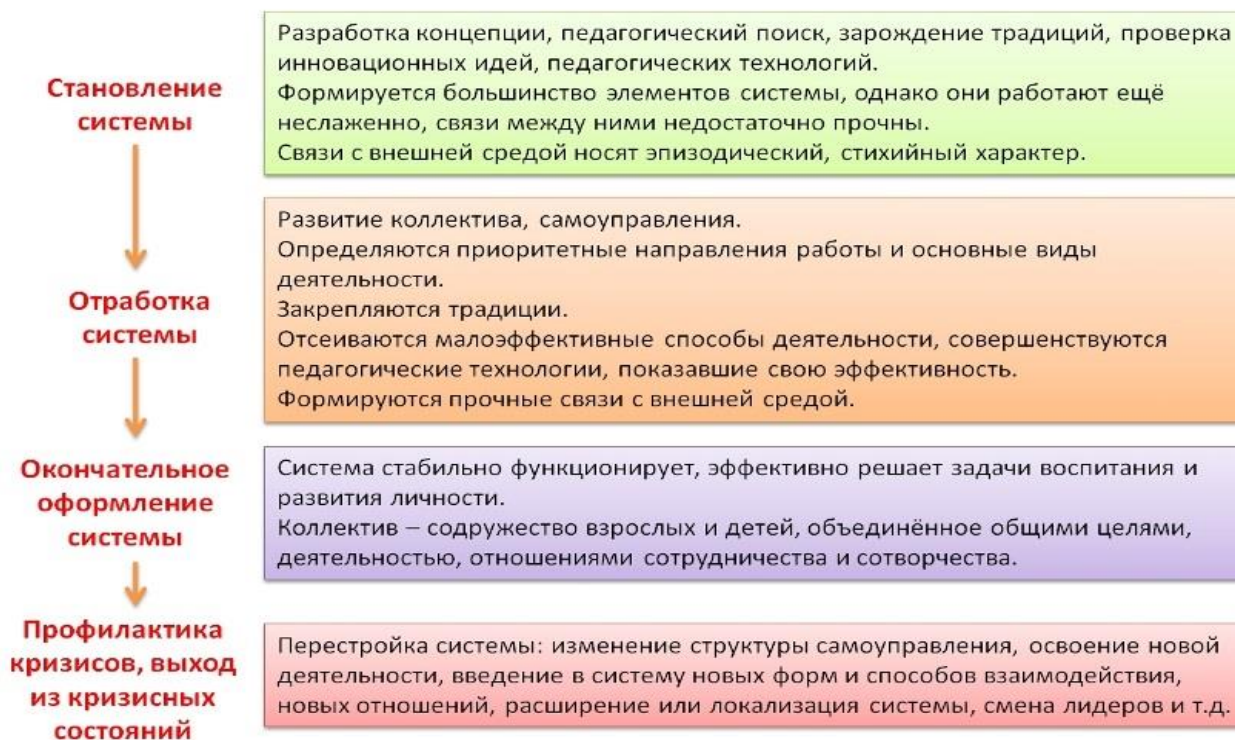 Становление
системы
Разработка концепции, педагогический поиск, зарождение традиций, проверка
инновационных идей, педагогических технологий.
Формируется большинство элементов системы, однако они работают ещё
неслаженно, связи между ними недостаточно прочны.
Связи с внешней средой носят эпизодический, стихийный характер.
Отработка
системы
Развитие коллектива, самоуправления.
Определяются приоритетные направления работы и основные виды
деятельности.
Закрепляются традиции.
Отсеиваются малоэффективные способы деятельности, совершенствуются
педагогические технологии, показавшие свою эффективность.
Формируются прочные связи с внешней средой.
Окончательное
оформление
системы
Система стабильно функционирует, эффективно решает задачи воспитания и
развития личности.
Коллектив – содружество взрослых и детей, объединённое общими целями,
деятельностью, отношениями сотрудничества и сотворчества.
Профилактика
кризисов, выход
из кризисных
состояний
Перестройка системы: изменение структуры самоуправления, освоение новой
деятельности, введение в систему новых форм и способов взаимодействия,
новых отношений, расширение или локализация системы, смена лидеров и т.д.